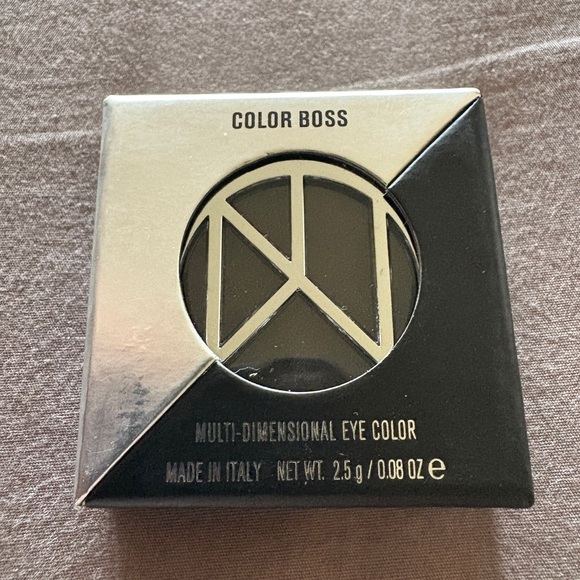 COLOR BOSS
MULTI-DIMENSIONAL EYE COLOR
MADE IN ITALY NET WT. 2.5 g / 0.08 OZ ℮